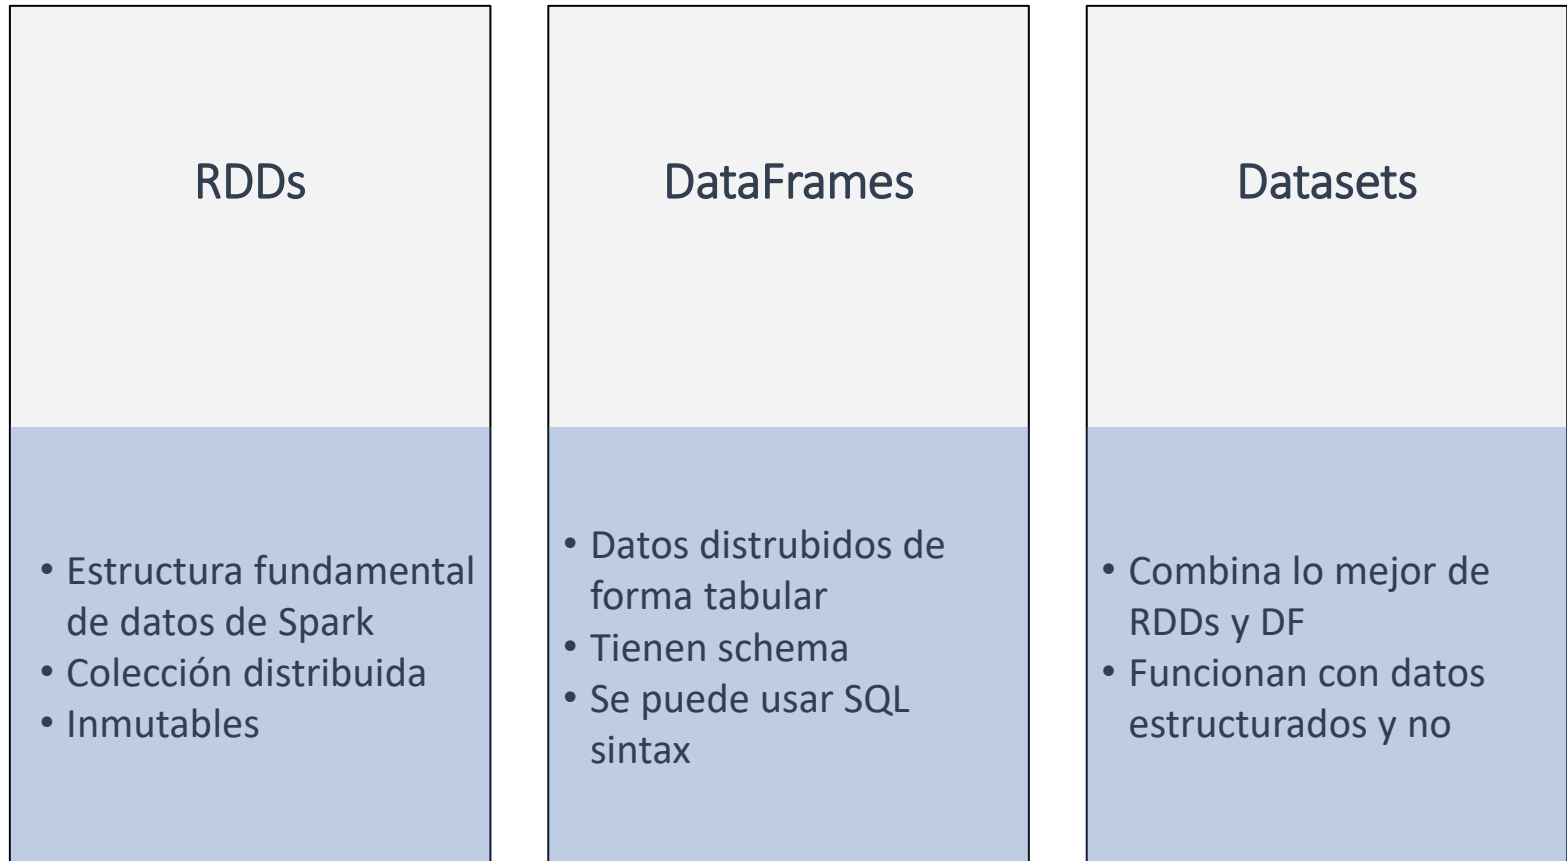 RDDs
• Estructura fundamental
de datos de Spark
• Colección distribuida
• Inmutables
DataFrames
• Datos distrubidos de
forma tabular
• Tienen schema
• Se puede usar SQL
sintax
Datasets
• Combina lo mejor de
RDDs y DF
• Funcionan con datos
estructurados y no